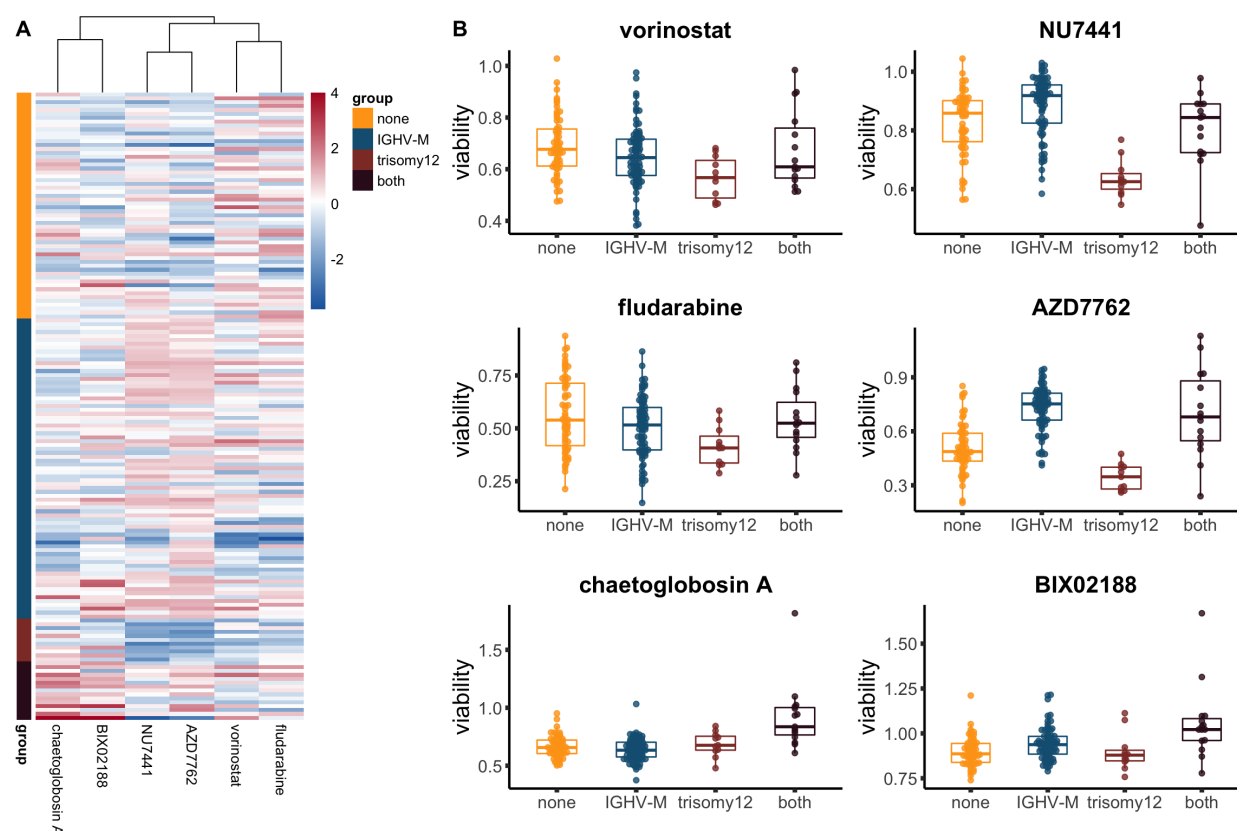 A
4
2
0
-2
group
none
IGHV-M
trisomy12
both
group
chaetoglobosin A
BIX02188
NU7441
AZD7762
vorinostat
fludarabine
B
vorinostat
viability
1.0
0.8
0.6
0.4
none IGHV-M trisomy12 both
NU7441
viability
1.0
0.8
0.6
none IGHV-M trisomy12 both
fludarabine
viability
0.75
0.50
0.25
none IGHV-M trisomy12 both
AZD7762
viability
0.9
0.6
0.3
none IGHV-M trisomy12 both
chaetoglobosin A
viability
1.5
1.0
0.5
none IGHV-M trisomy12 both
BIX02188
viability
1.50
1.25
1.00
0.75
none IGHV-M trisomy12 both